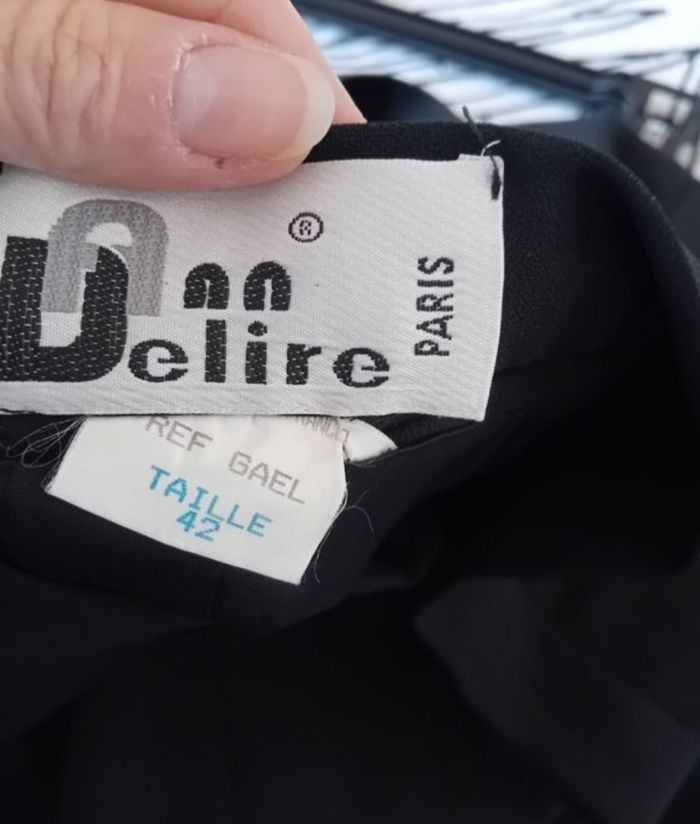 Ann
Delire
®
PARIS
REF GAEL
TAILLE
42